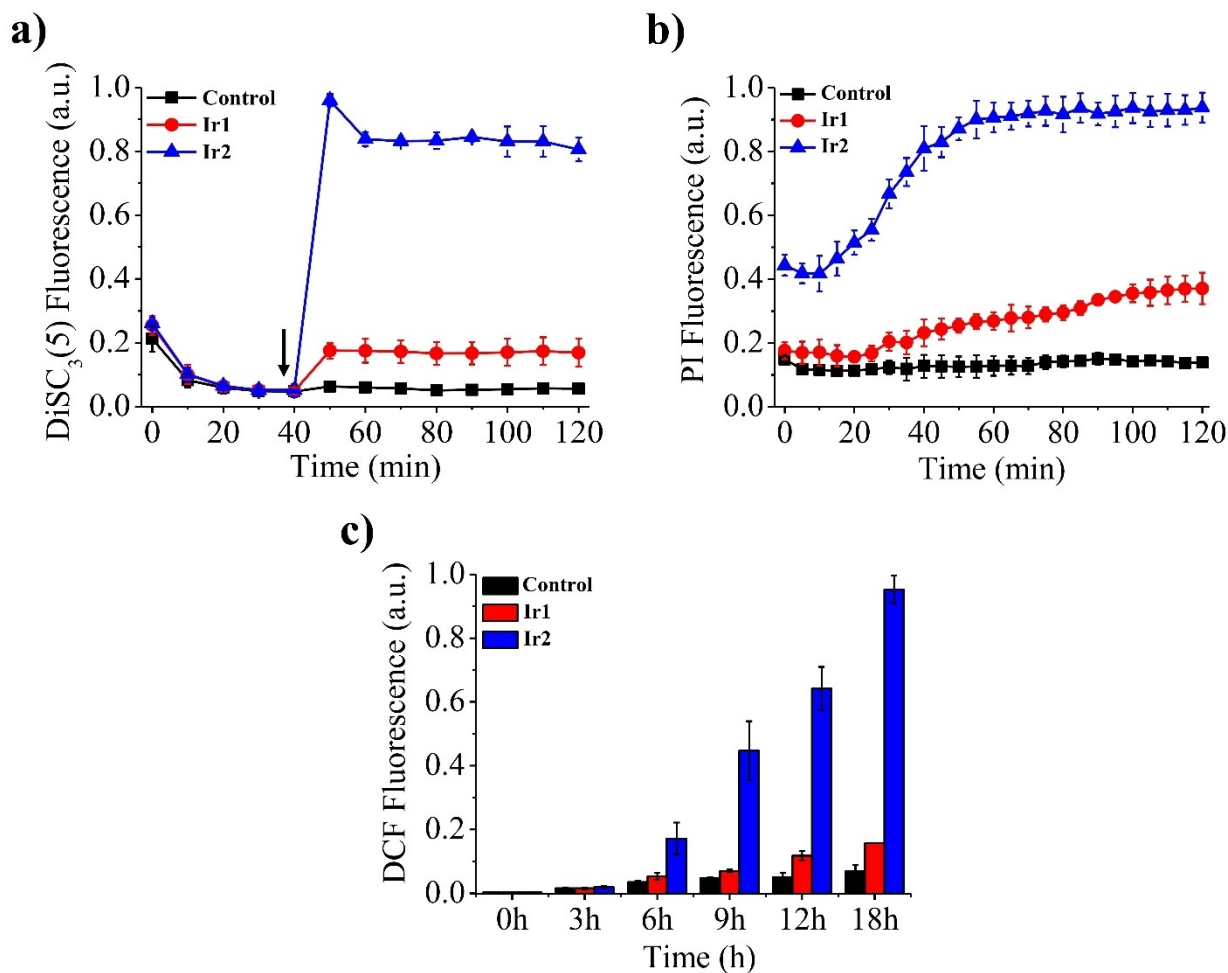 a)
DiSC3(5) Fluorescence (a.u.)
1.0
0.8
0.6
0.4
0.2
0.0
Control
Ir1
Ir2
0 20 40 60 80 100 120
Time (min)
b)
PI Fluorescence (a.u.)
1.0
0.8
0.6
0.4
0.2
0.0
Control
Ir1
Ir2
0 20 40 60 80 100 120
Time (min)
c)
DCF Fluorescence (a.u.)
1.0
0.8
0.6
0.4
0.2
0.0
Control
Ir1
Ir2
0h 3h 6h 9h 12h 18h
Time (h)